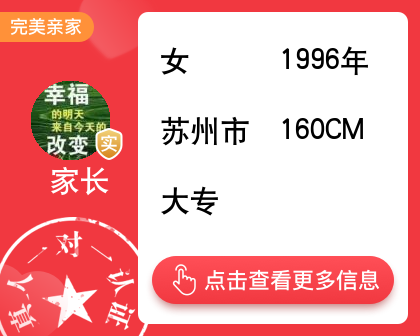 完美亲家
幸福
的明天
来自今天的
改变
实
家长
真人一对一认证
女 1996年
苏州市 160CM
大专
点击查看更多信息